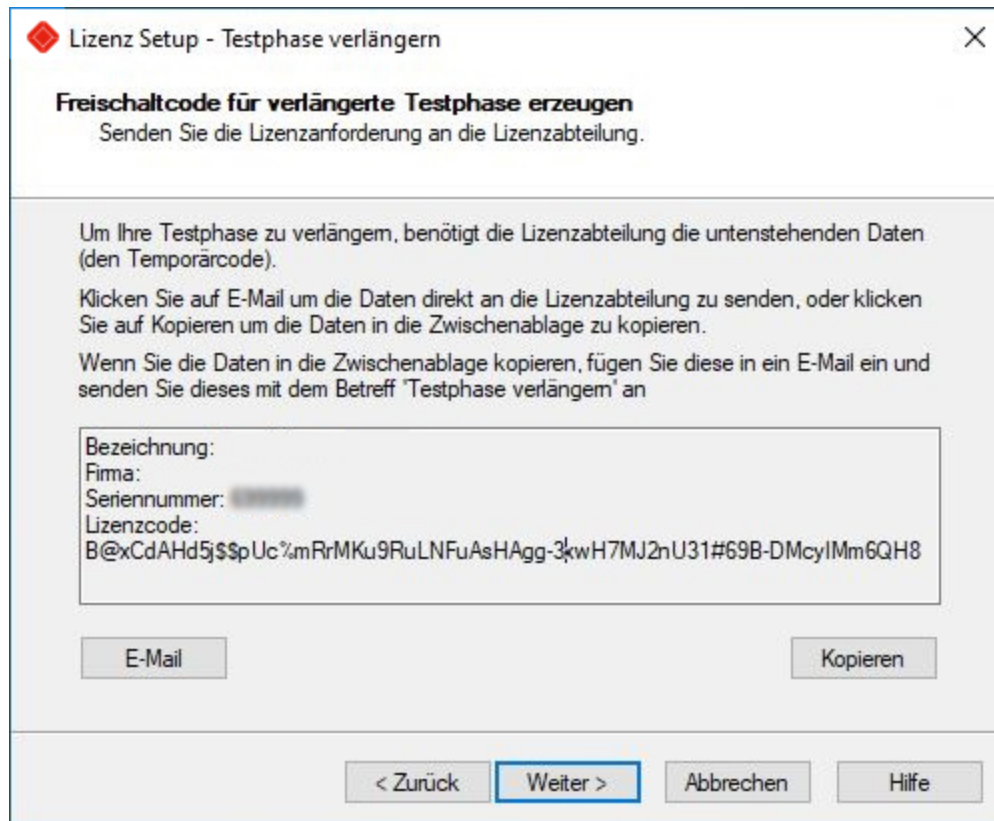 Lizenz Setup - Testphase verlängern
Freischaltcode für verlängerte Testphase erzeugen
Senden Sie die Lizenzanforderung an die Lizenzabteilung.
Um Ihre Testphase zu verlängern, benötigt die Lizenzabteilung die untenstehenden Daten
(den Temporärcode).
Klicken Sie auf E-Mail um die Daten direkt an die Lizenzabteilung zu senden, oder klicken
Sie auf Kopieren um die Daten in die Zwischenablage zu kopieren.
Wenn Sie die Daten in die Zwischenablage kopieren, fügen Sie diese in ein E-Mail ein und
senden Sie dieses mit dem Betreff 'Testphase verlängern' an
Bezeichnung:
Firma:
Seriennummer:
Lizenzcode:
B@xCdAHd5j$$pUc%mRrMKu9RuLNFuAsHAgg-3kwH7MJ2nU31#69B-DMcyIMm6QH8
E-Mail
Kopieren
< Zurück
Weiter >
Abbrechen
Hilfe